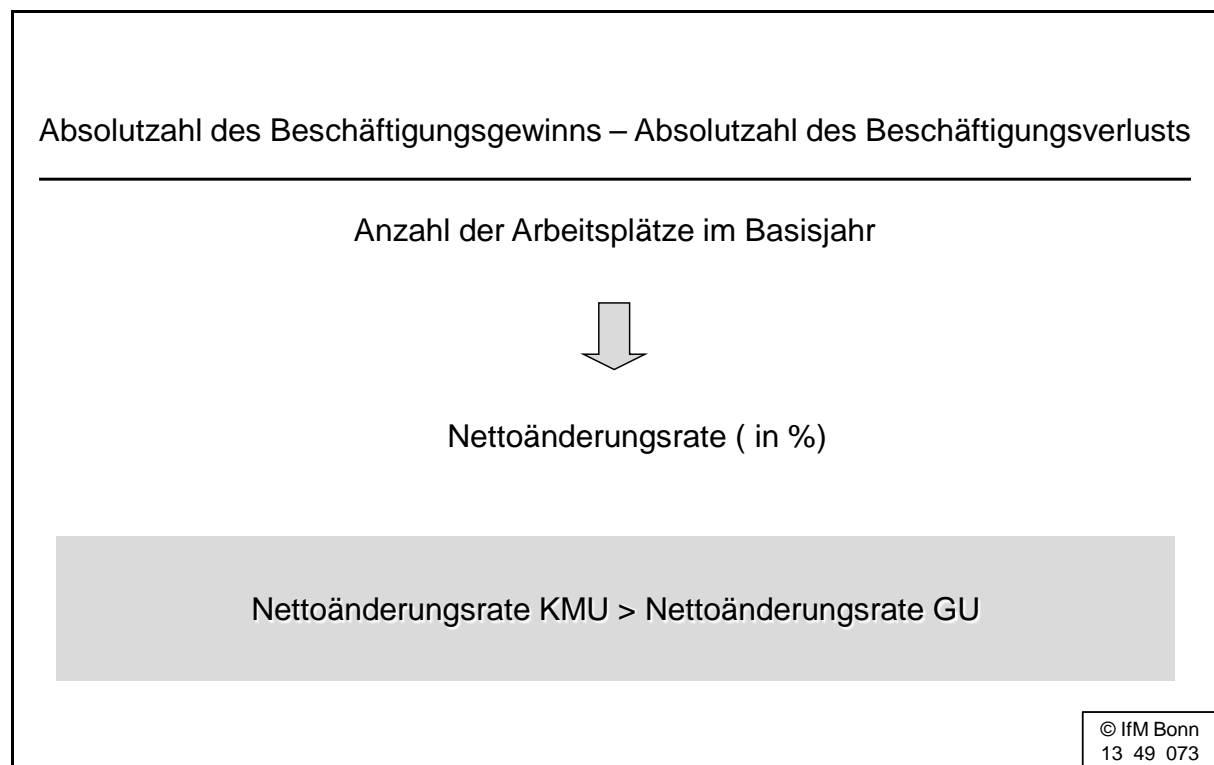 Absolutzahl des Beschäftigungsgewinns – Absolutzahl des Beschäftigungsverlusts
Anzahl der Arbeitsplätze im Basisjahr
Nettoänderungsrate ( in %)
Nettoänderungsrate KMU > Nettoänderungsrate GU
© IfM Bonn
13 49 073